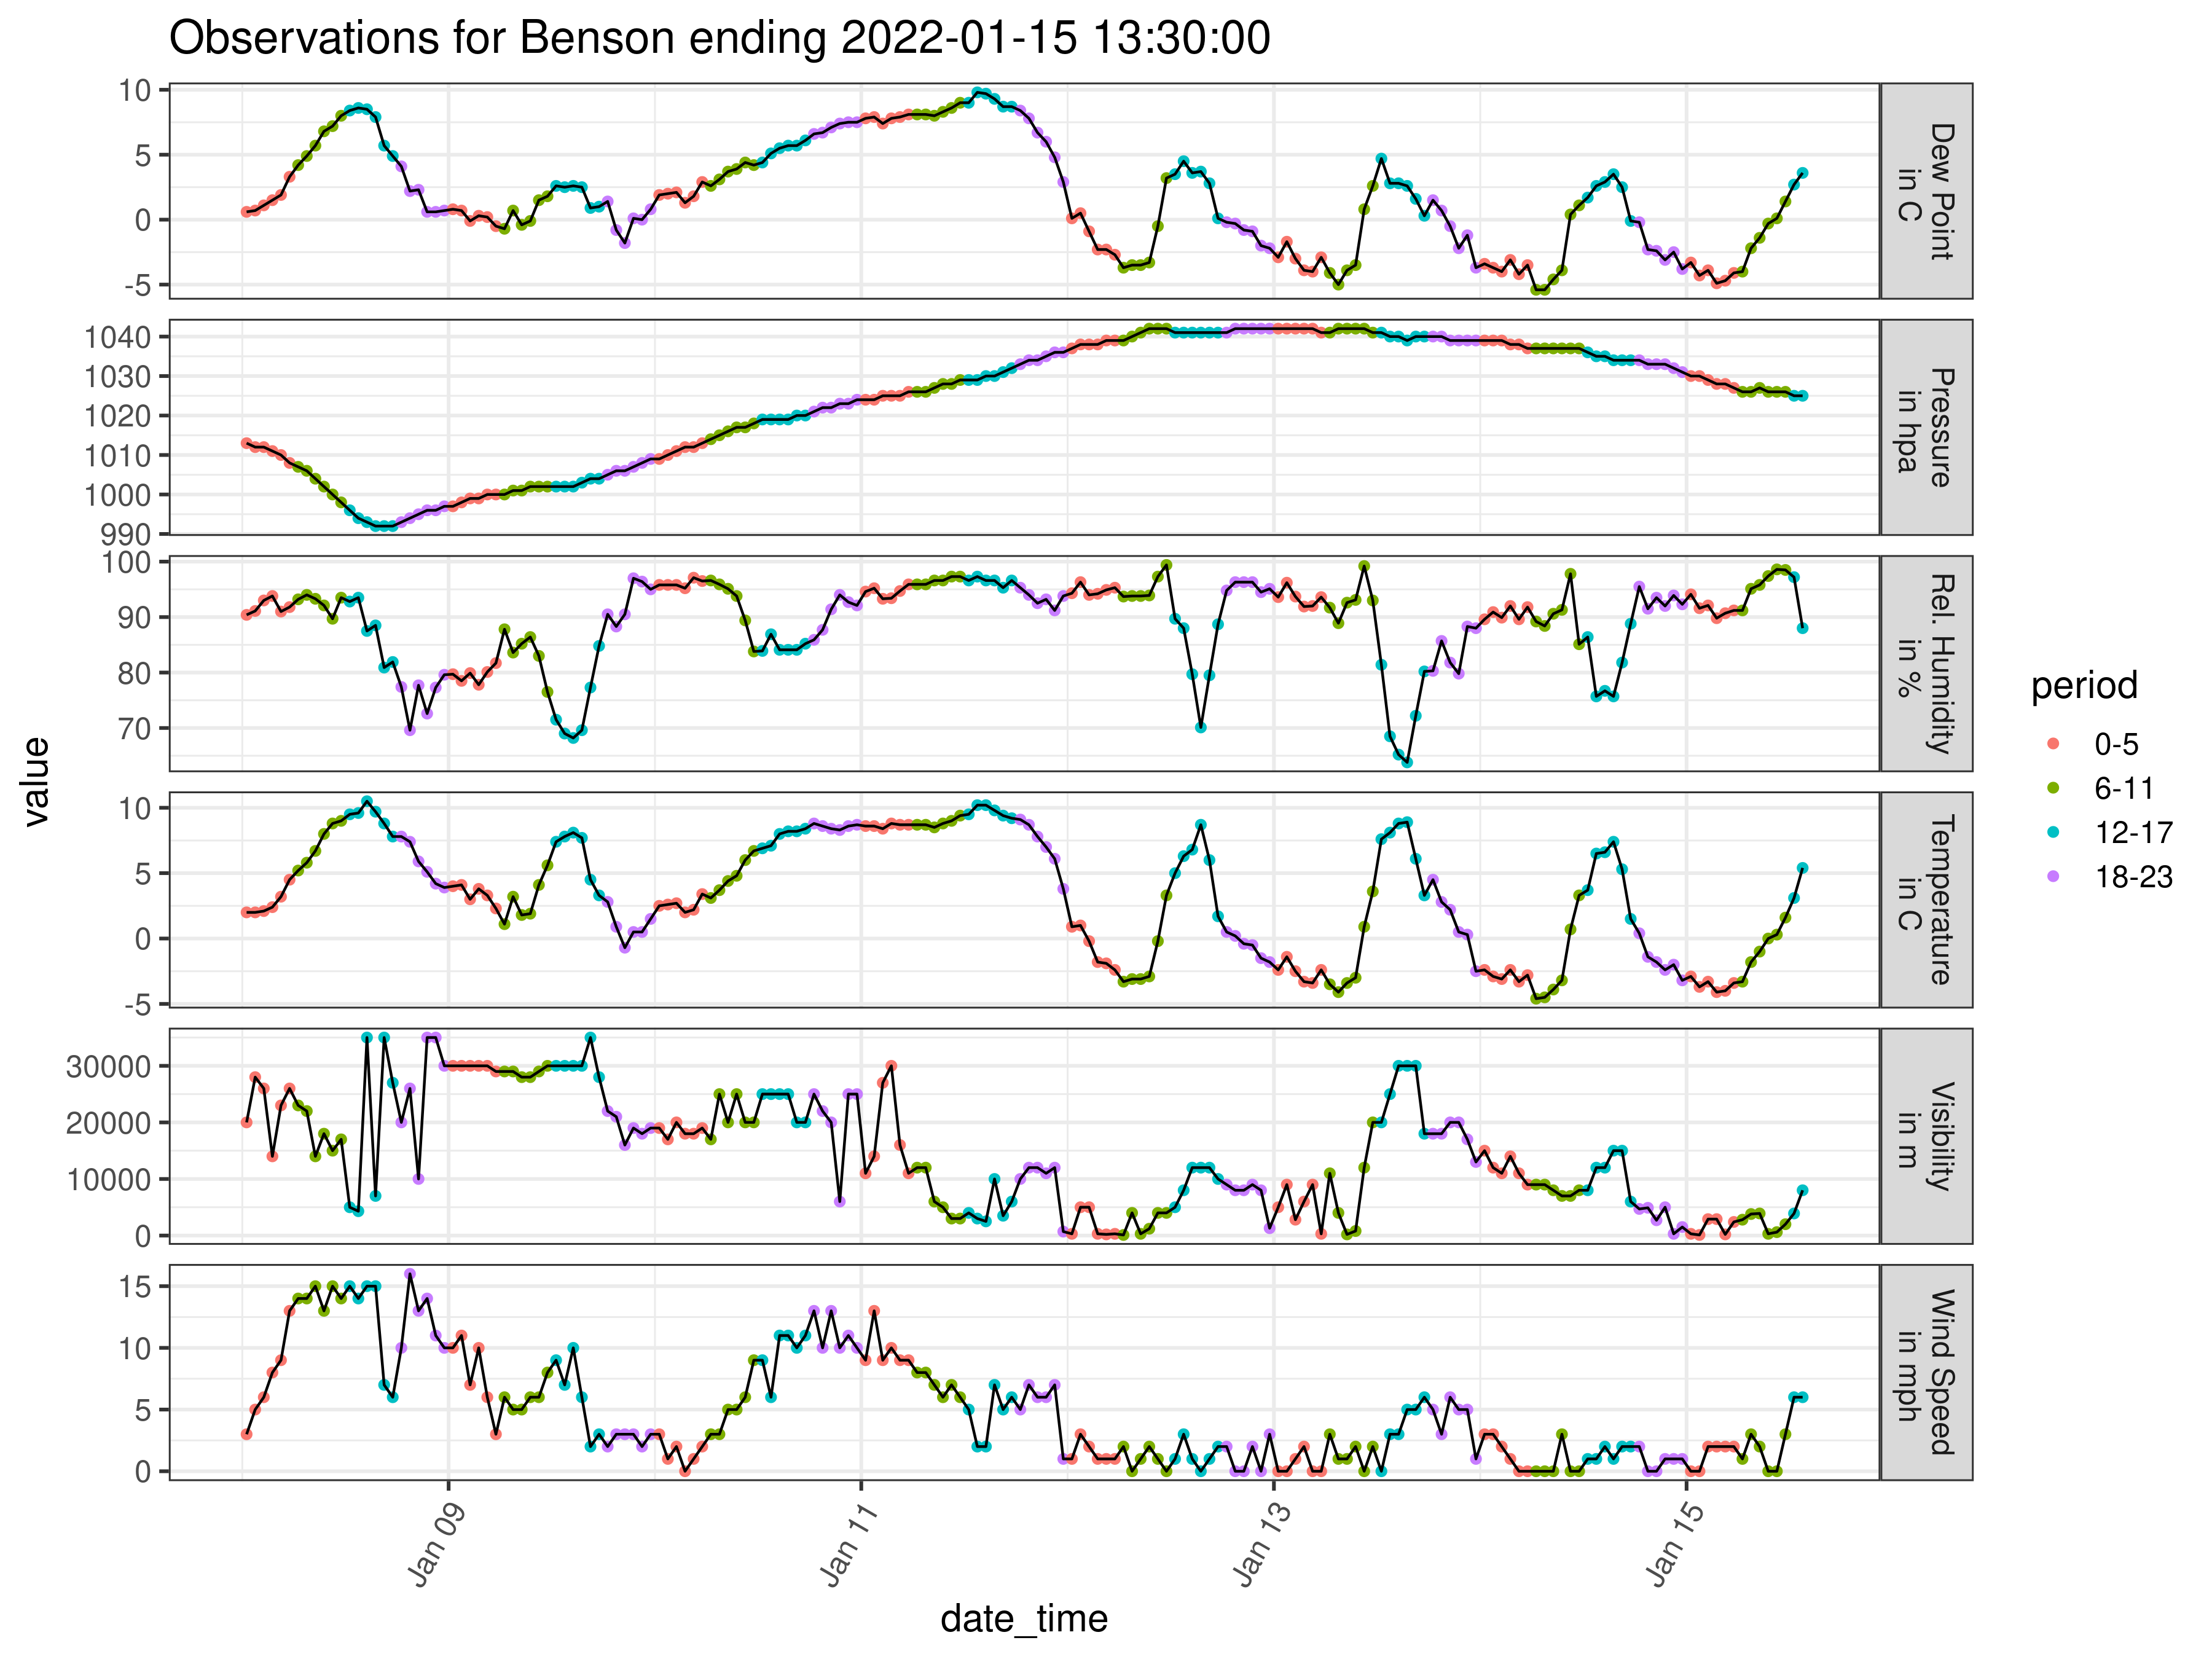 Observations for Benson ending 2022-01-15 13:30:00
value
10
5
0
-5
Dew Point
in C
1040
1030
1020
1010
1000
990
Pressure
in hpa
100
90
80
70
Rel. Humidity
in %
10
5
0
-5
Temperature
in C
30000
20000
10000
0
Visibility
in m
15
10
5
0
Wind Speed
in mph
Jan 09
Jan 11
Jan 13
Jan 15
date_time
period
0-5
6-11
12-17
18-23